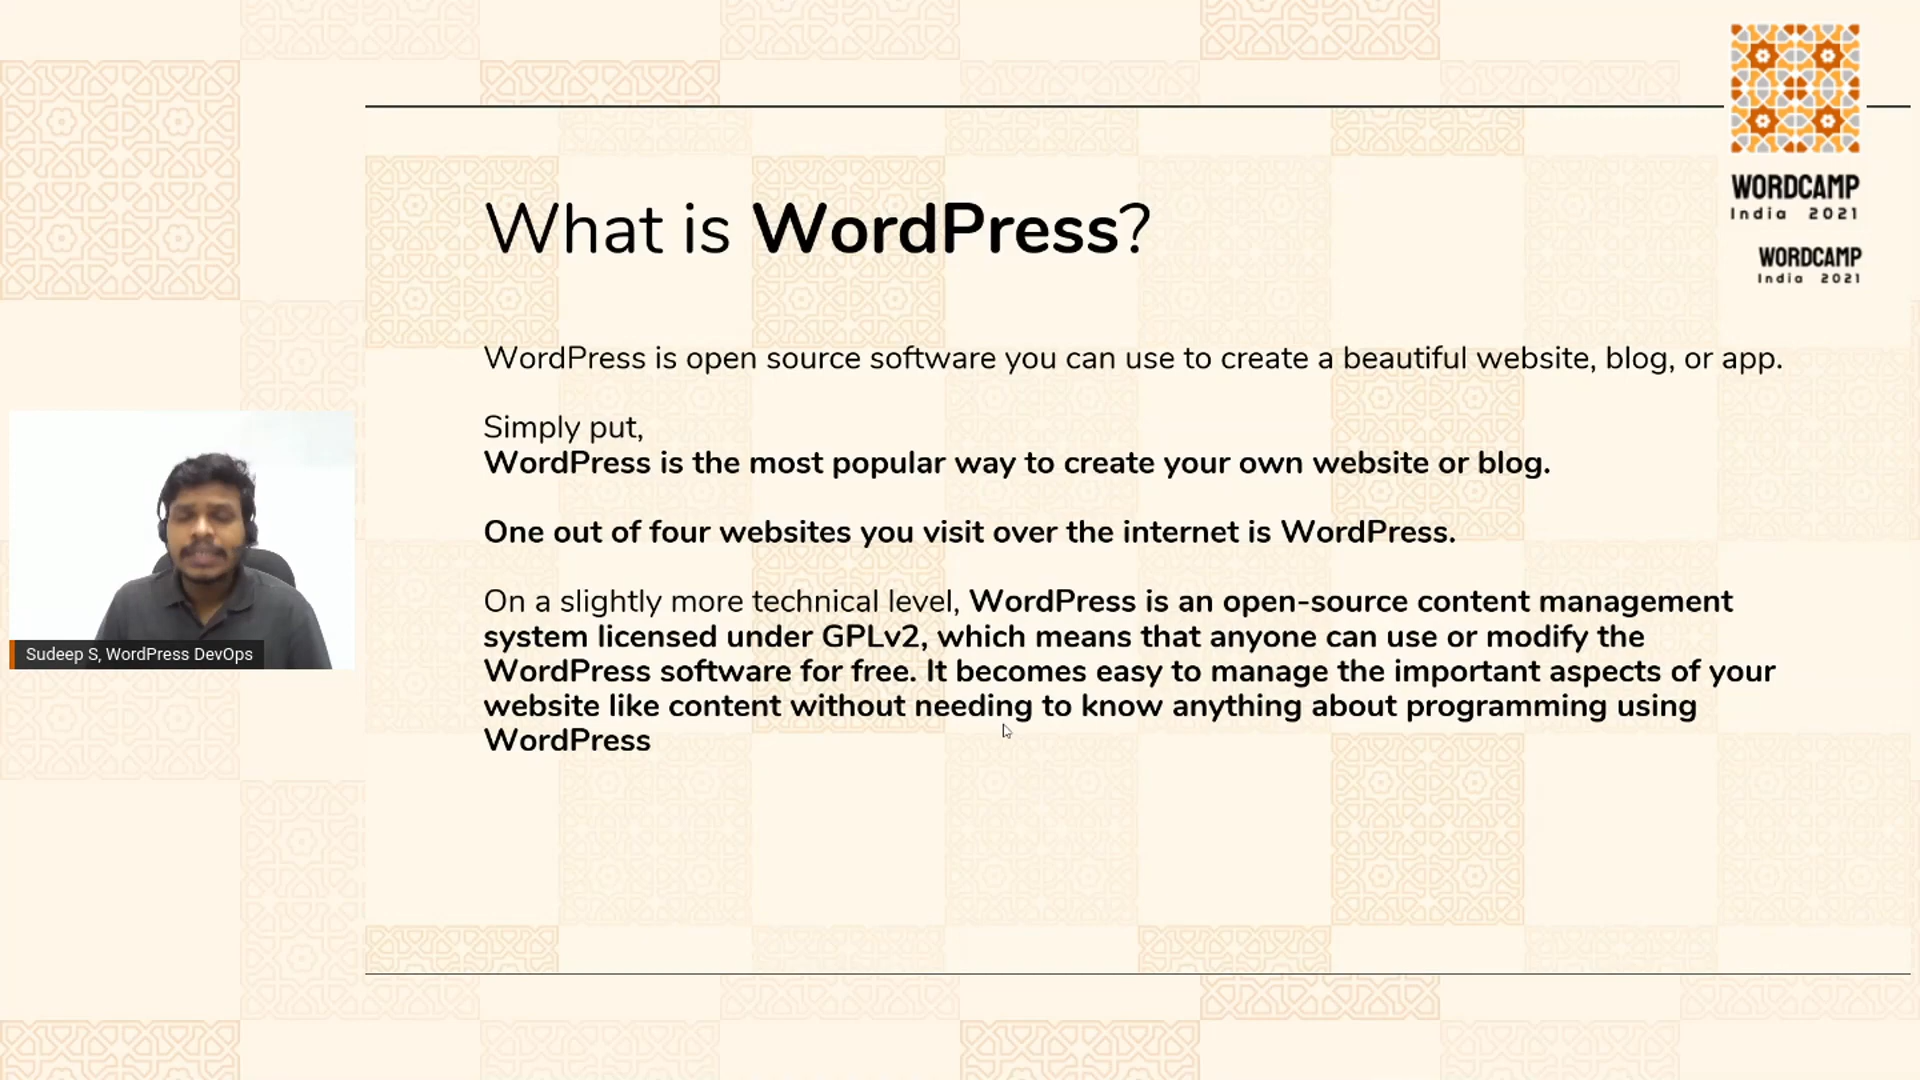 WORDCAMP
India 2021
WORDCAMP
India 2021
What is WordPress?
WordPress is open source software you can use to create a beautiful website, blog, or app.
Simply put,
WordPress is the most popular way to create your own website or blog.
One out of four websites you visit over the internet is WordPress.
On a slightly more technical level, WordPress is an open-source content management
system licensed under GPLv2, which means that anyone can use or modify the
WordPress software for free. It becomes easy to manage the important aspects of your
website like content without needing to know anything about programming using
WordPress
Sudeep S, WordPress DevOps